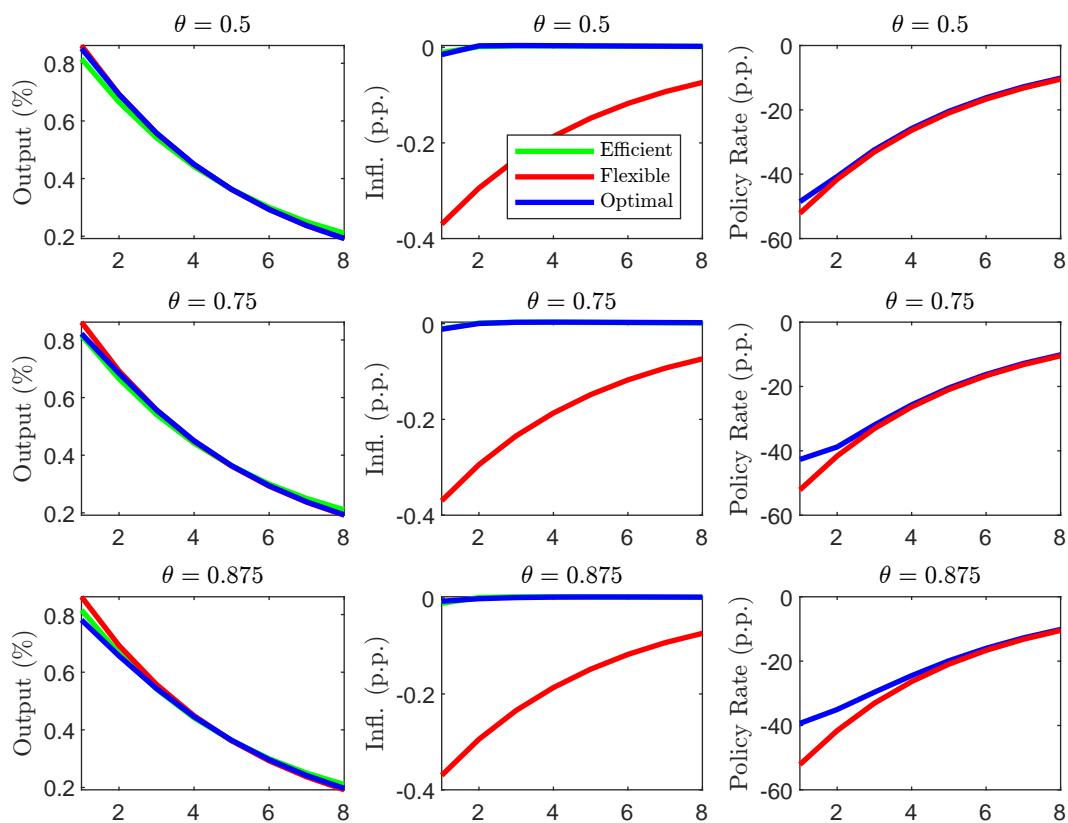 θ = 0.5
θ = 0.5
θ = 0.5
Output (%)
0.8
0.6
0.4
0.2
2 4 6 8
Infl. (p.p.)
0
-0.2
-0.4
2 4 6 8
Efficient
Flexible
Optimal
Policy Rate (p.p.)
0
-20
-40
-60
2 4 6 8
θ = 0.75
θ = 0.75
θ = 0.75
Output (%)
0.8
0.6
0.4
0.2
2 4 6 8
Infl. (p.p.)
0
-0.2
-0.4
2 4 6 8
Policy Rate (p.p.)
0
-20
-40
-60
2 4 6 8
θ = 0.875
θ = 0.875
θ = 0.875
Output (%)
0.8
0.6
0.4
0.2
2 4 6 8
Infl. (p.p.)
0
-0.2
-0.4
2 4 6 8
Policy Rate (p.p.)
0
-20
-40
-60
2 4 6 8